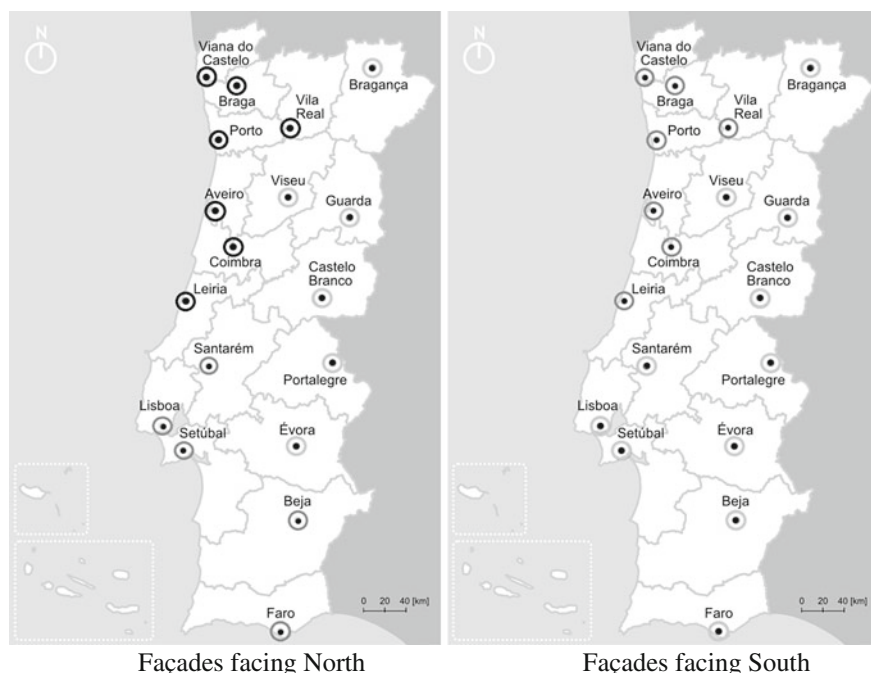 N
Viana do
Castelo
Braga
Bragança
Vila
Real
Porto
Aveiro
Viseu
Guarda
Coimbra
Castelo
Branco
Leiria
Santarém
Portalegre
Lisboa
Setúbal
Évora
Beja
Faro
0 20 40 [km]
Façades facing North
N
Viana do
Castelo
Braga
Bragança
Vila
Real
Porto
Aveiro
Viseu
Guarda
Coimbra
Castelo
Branco
Leiria
Santarém
Portalegre
Lisboa
Setúbal
Évora
Beja
Faro
0 20 40 [km]
Façades facing South